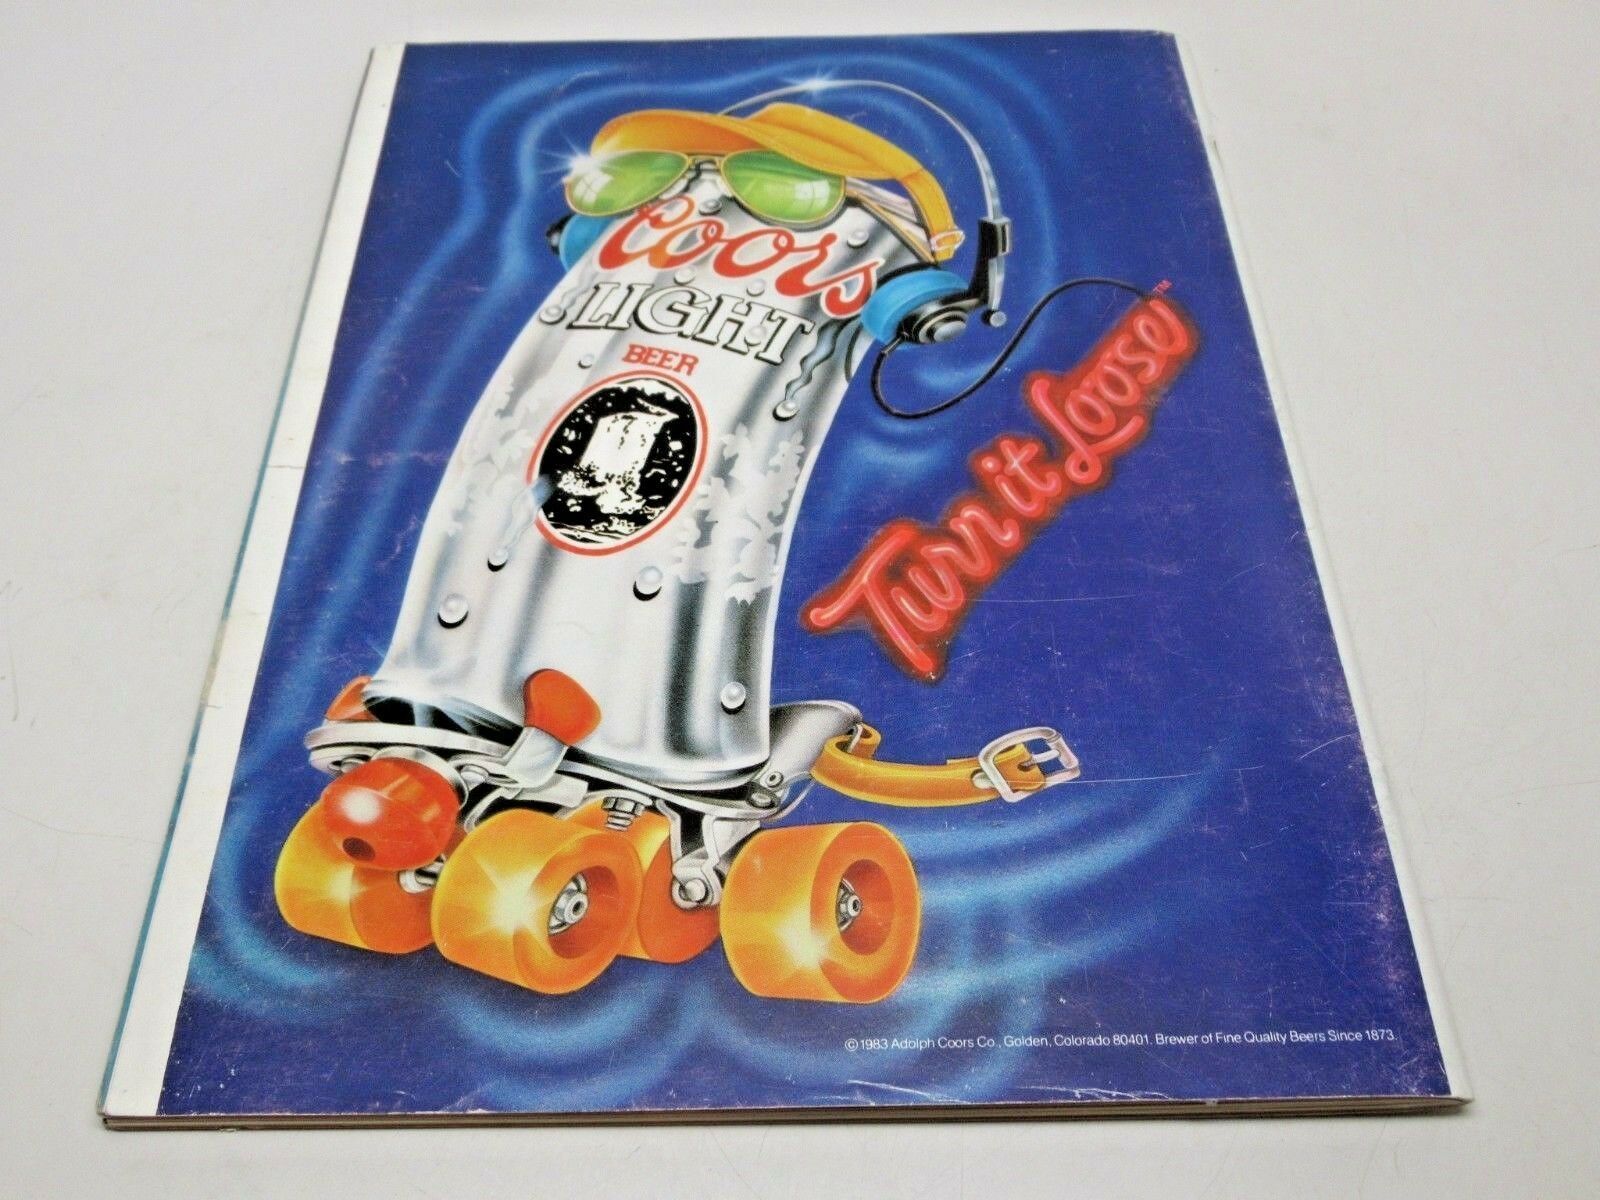 Coors
LIGHT
BEER
Turn it Loose™
©1983 Adolph Coors Co., Golden, Colorado 80401. Brewer of Fine Quality Beers Since 1873.